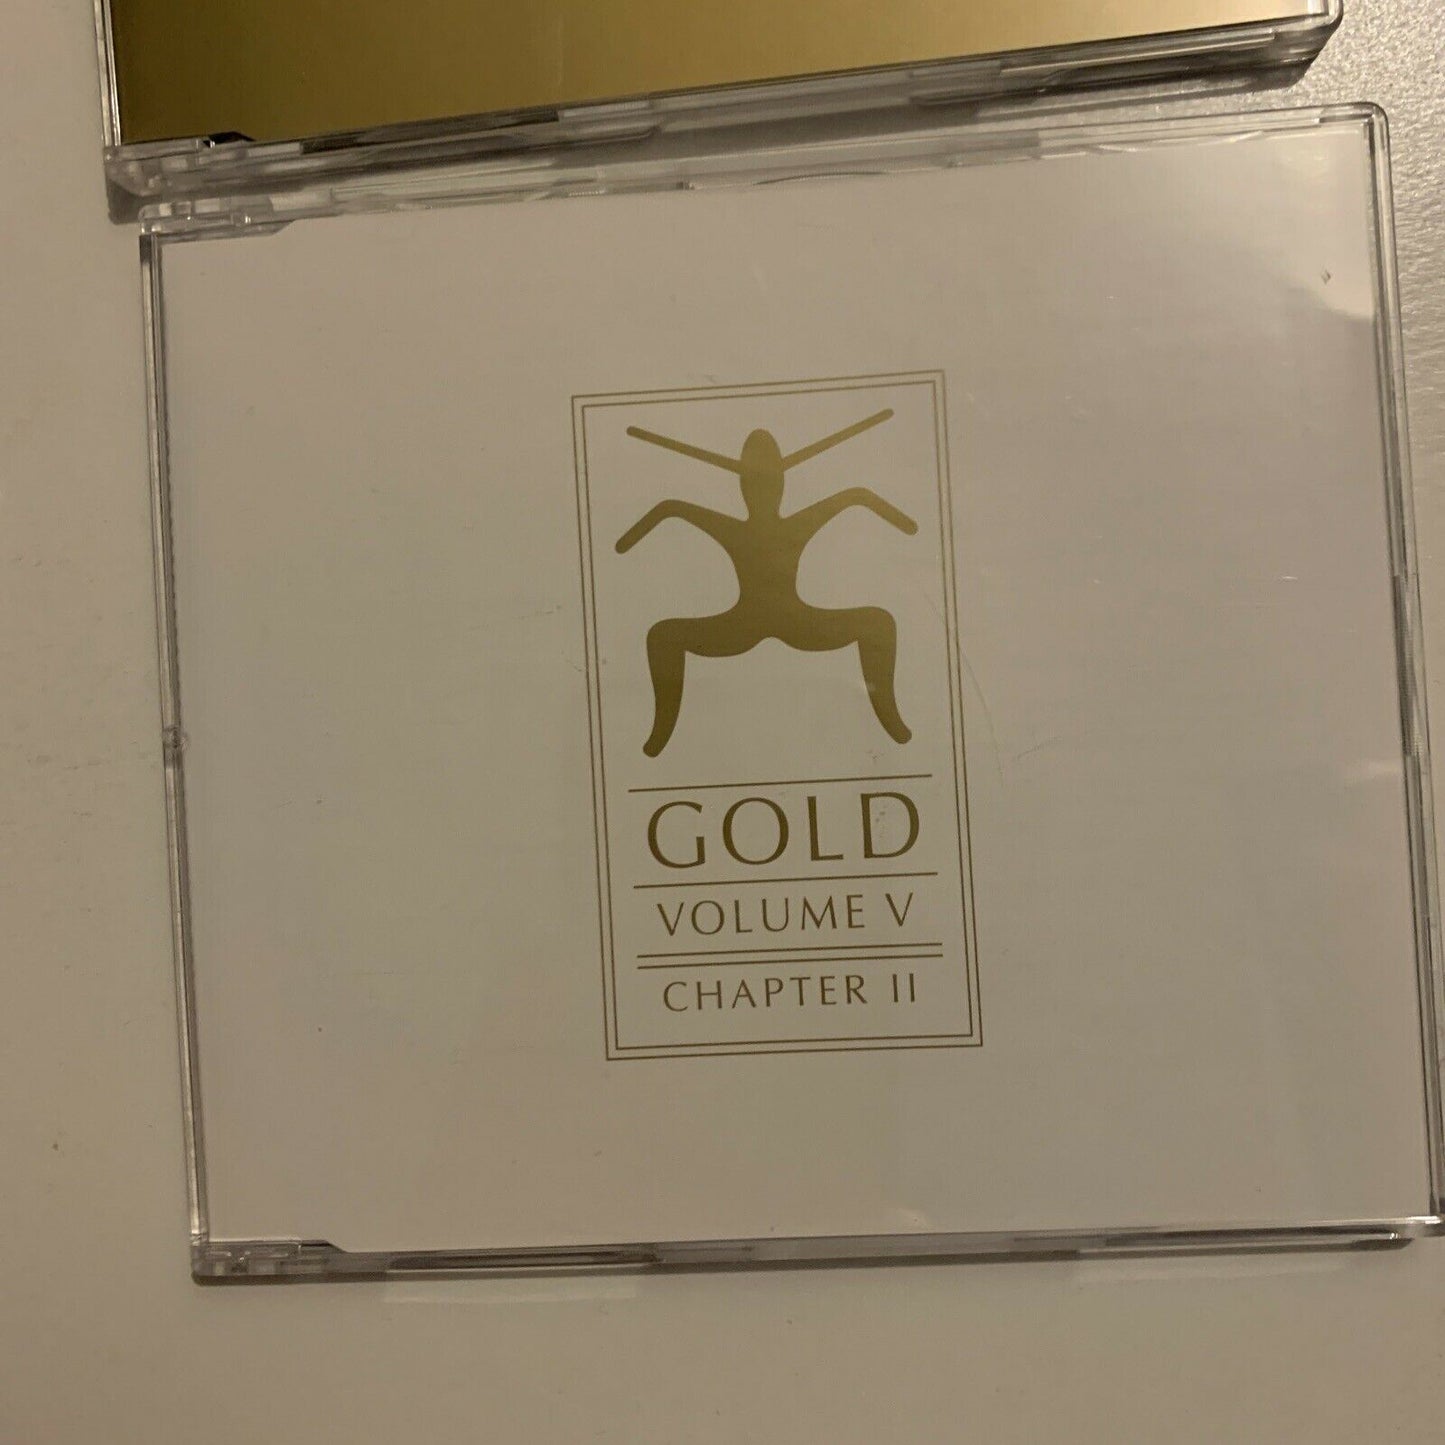 GOLD
VOLUME V
CHAPTER II